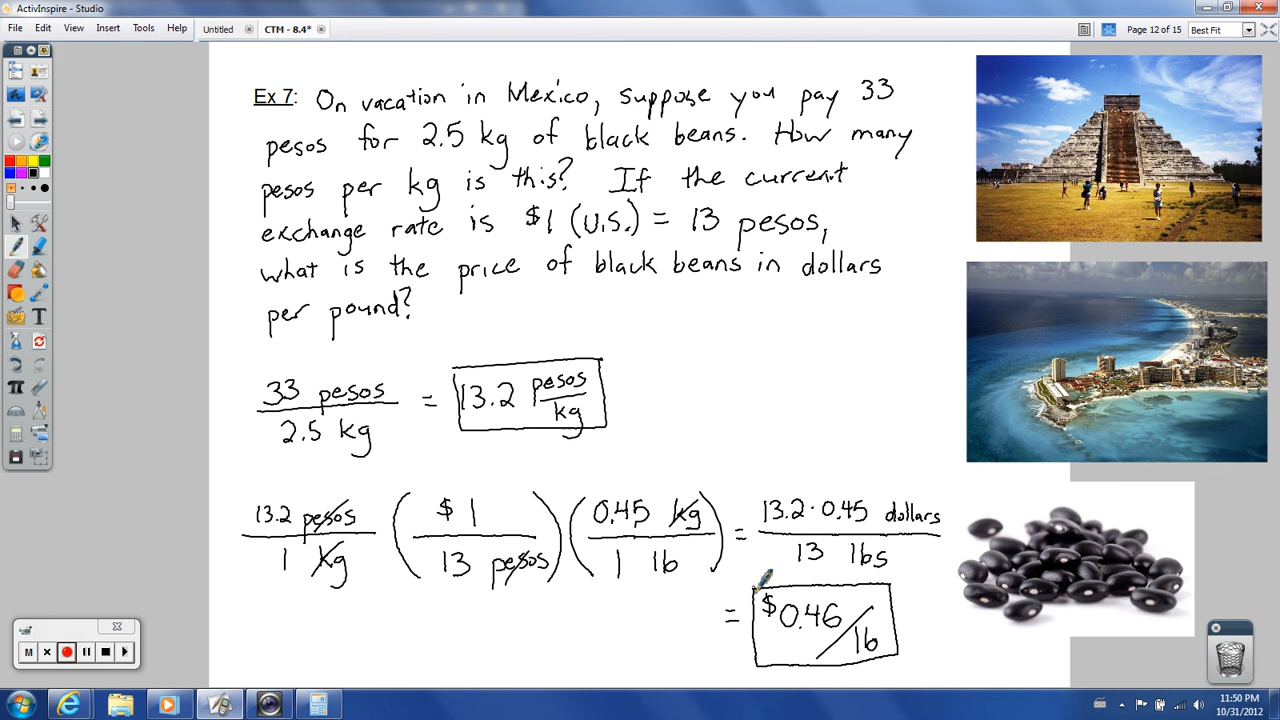 ActivInspire - Studio
File Edit View Insert Tools Help Untitled CTM - 8.4* Page 12 of 15 Best Fit
Ex 7: On vacation in Mexico, suppose you pay 33
pesos for 2.5 kg of black beans. How many
pesos per kg is this? If the current
exchange rate is $1 (U.S.) = 13 pesos,
what is the price of black beans in dollars
per pound?
33 pesos / 2.5 kg = 13.2 pesos/kg
13.2 pesos / 1 kg ( $1 / 13 pesos ) ( 0.45 kg / 1 lb ) = 13.2 · 0.45 dollars / 13 lbs
= $0.46/lb
M
11:50 PM
10/31/2012